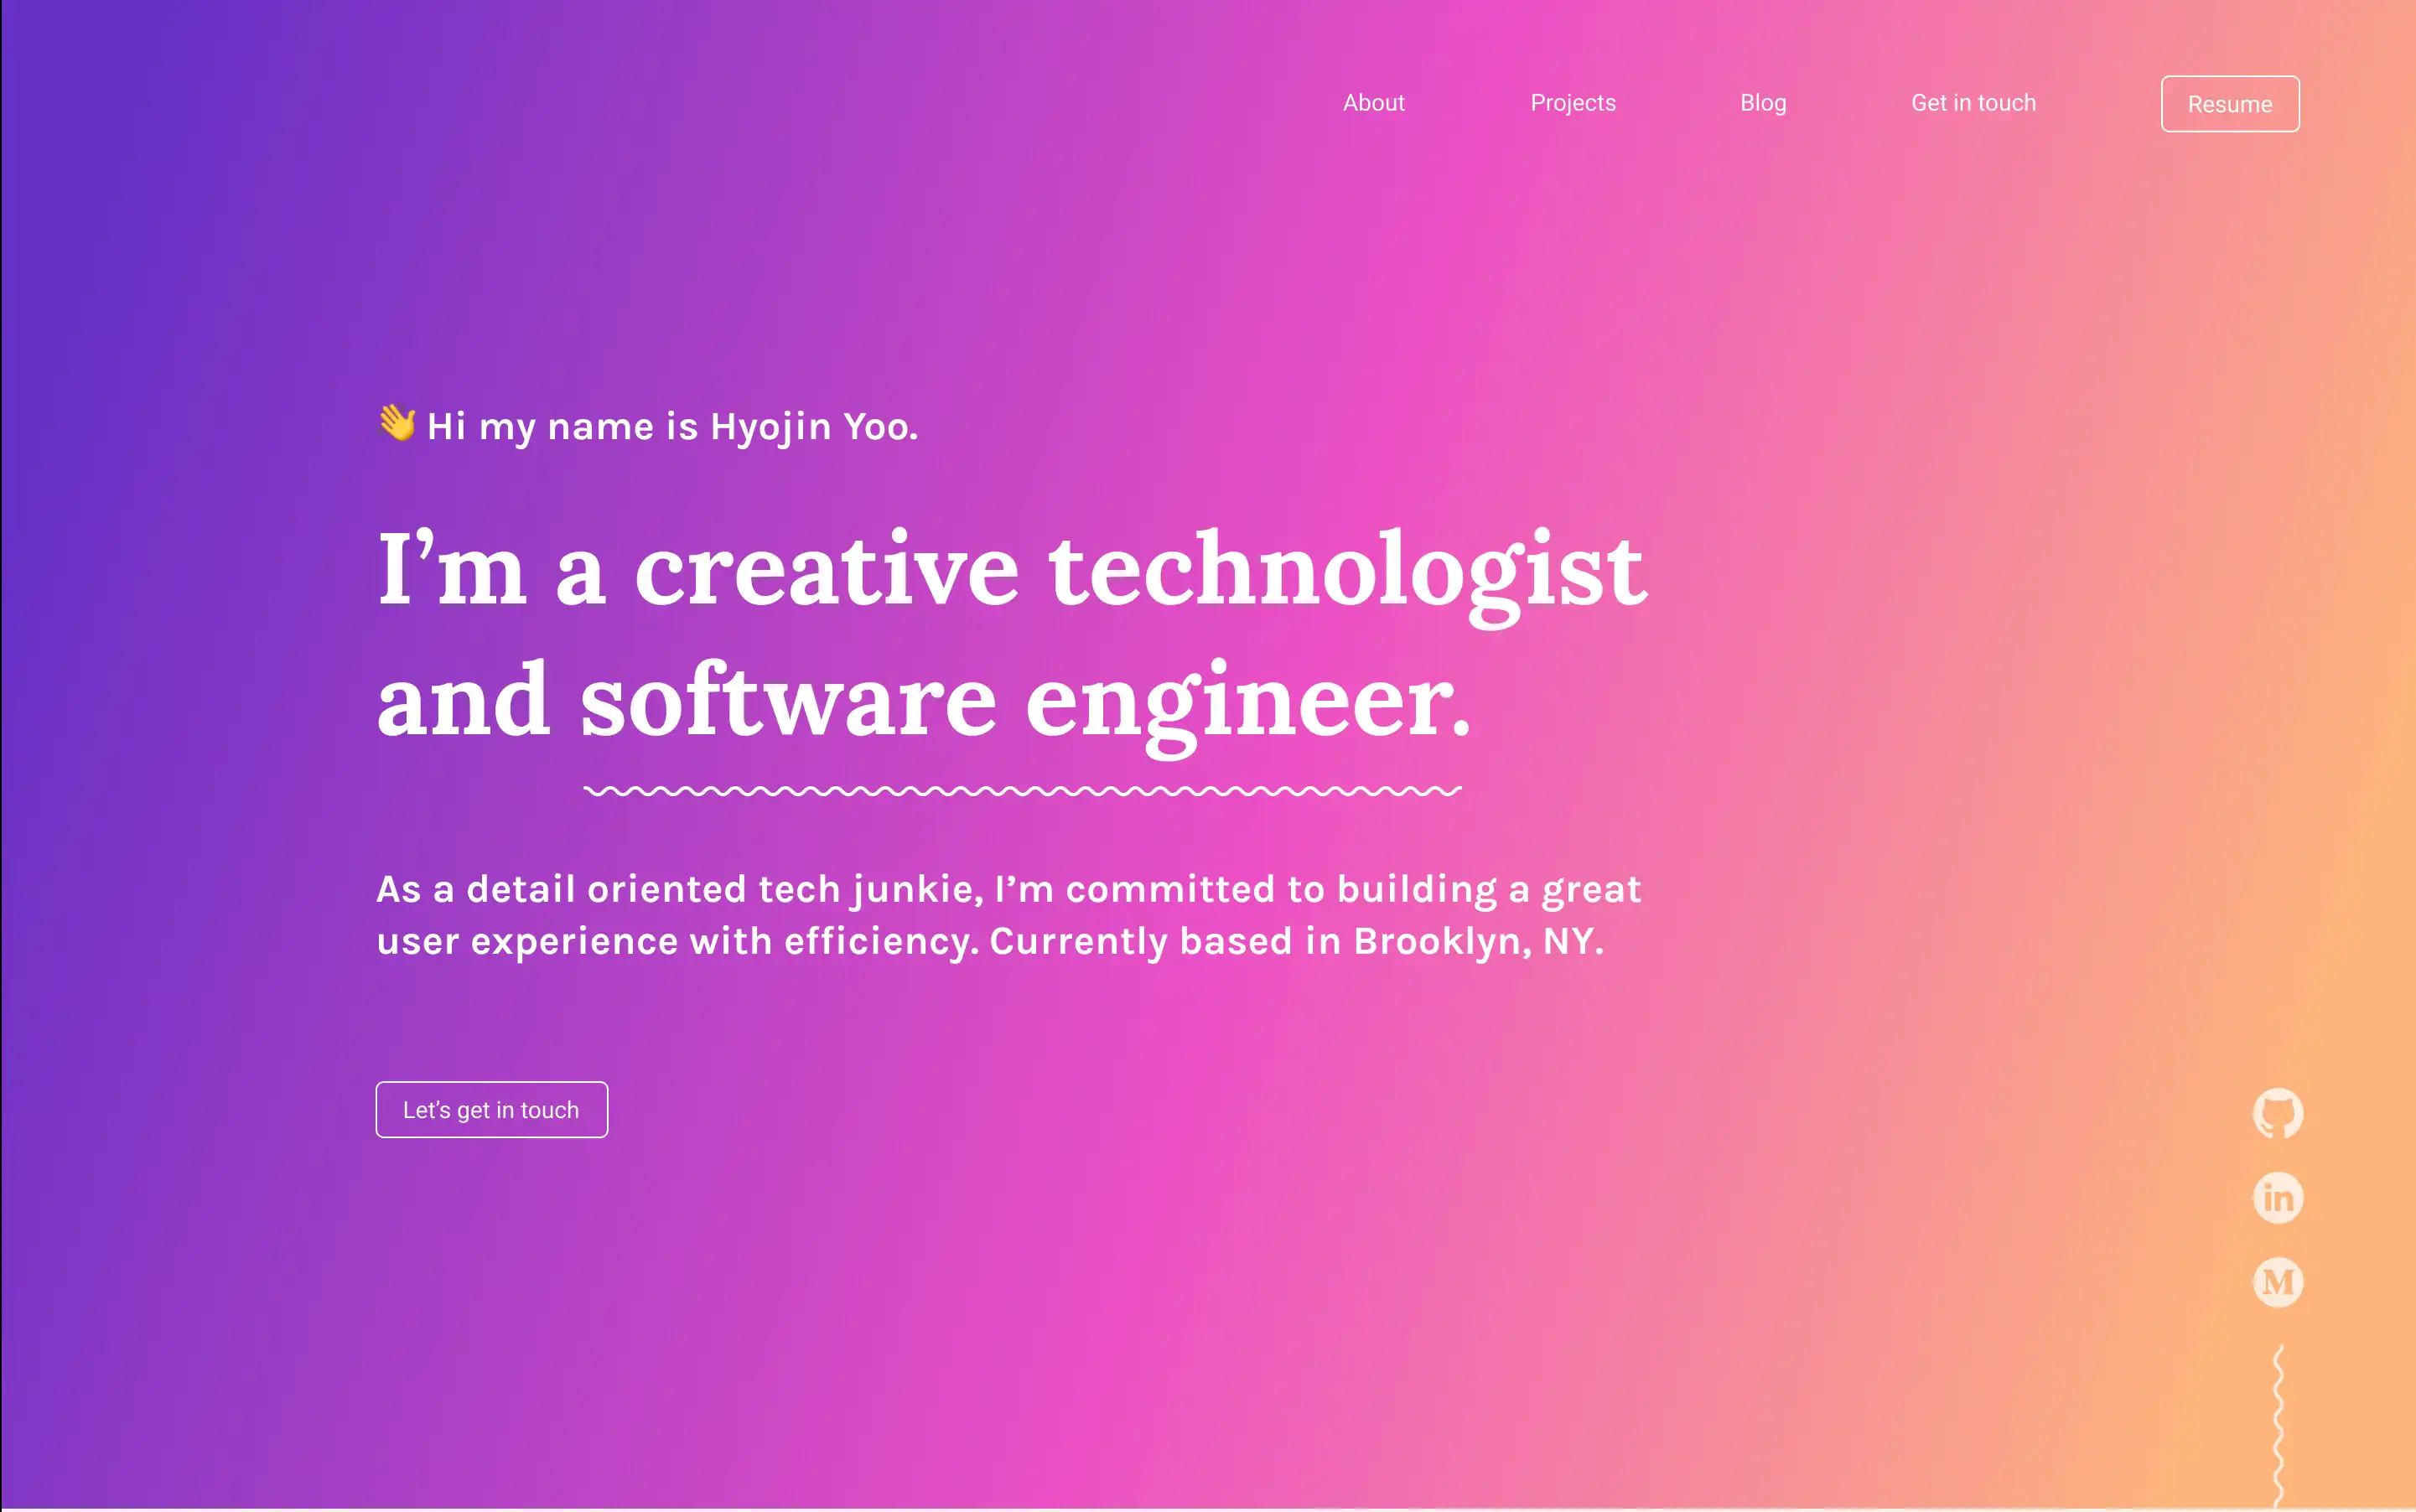 About
Projects
Blog
Get in touch
Resume
👋 Hi my name is Hyojin Yoo.
I’m a creative technologist
and software engineer.
As a detail oriented tech junkie, I’m committed to building a great
user experience with efficiency. Currently based in Brooklyn, NY.
Let’s get in touch
in
M